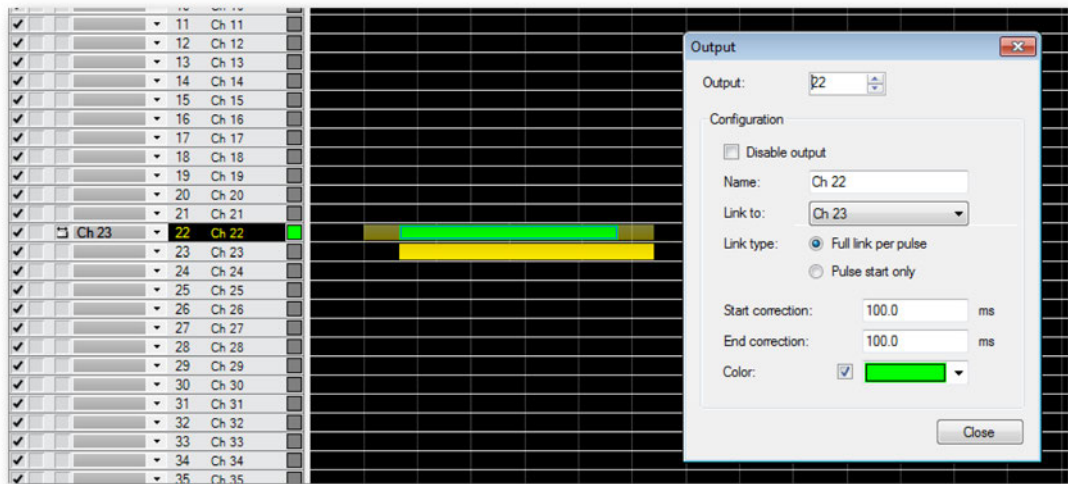 11 Ch 11
12 Ch 12
13 Ch 13
14 Ch 14
15 Ch 15
16 Ch 16
17 Ch 17
18 Ch 18
19 Ch 19
20 Ch 20
21 Ch 21
Ch 23 22 Ch 22
23 Ch 23
24 Ch 24
25 Ch 25
26 Ch 26
27 Ch 27
28 Ch 28
29 Ch 29
30 Ch 30
31 Ch 31
32 Ch 32
33 Ch 33
34 Ch 34
35 Ch 35
Output
Output: 22
Configuration
Disable output
Name: Ch 22
Link to: Ch 23
Link type: Full link per pulse
Pulse start only
Start correction: 100.0 ms
End correction: 100.0 ms
Color:
Close